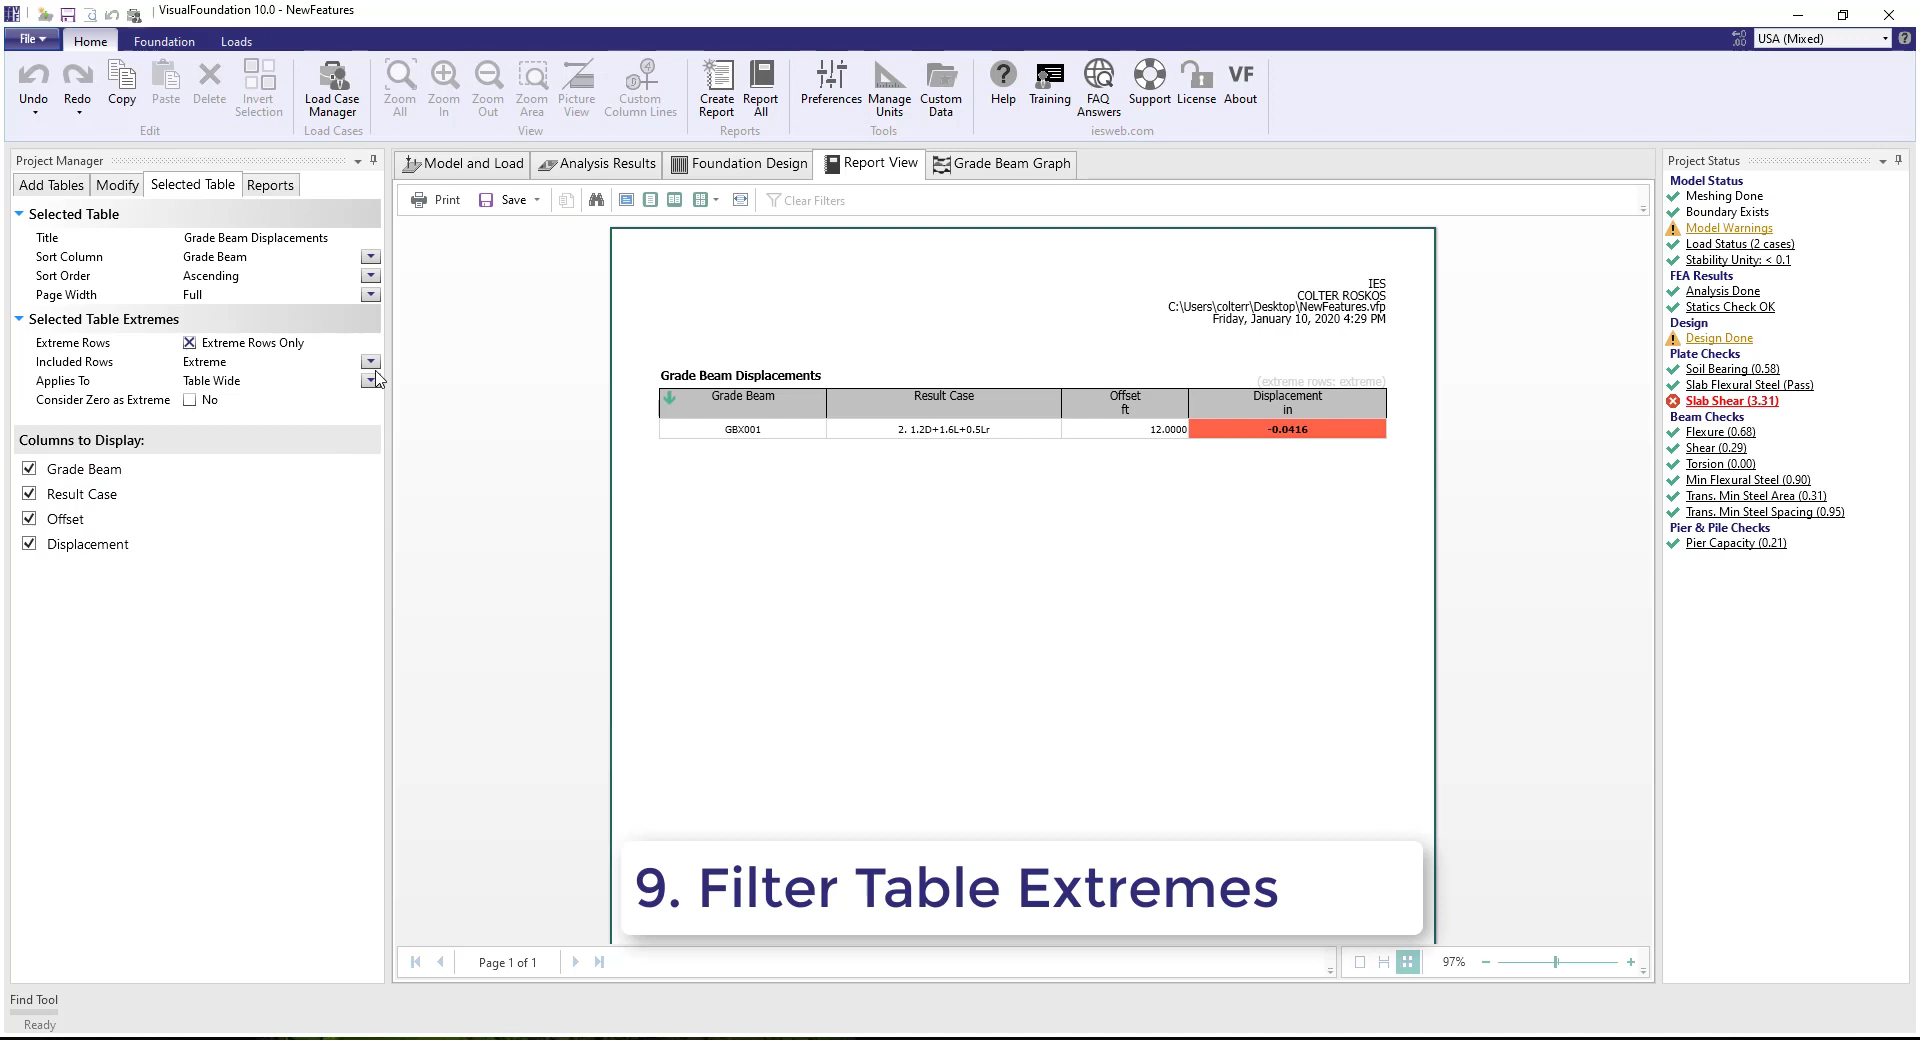 VisualFoundation 10.0 - NewFeatures
File Home Foundation Loads USA (Mixed)
Undo Redo Copy Paste Delete Invert Selection
Load Case Manager
Zoom All Zoom In Zoom Out Zoom Area Picture View Custom Column Lines
Create Report Report All
Preferences Manage Units Custom Data
Help Training FAQ Answers Support License VF About
Edit Load Cases View Reports Tools iesweb.com
Project Manager
Add Tables Modify Selected Table Reports
Selected Table
Title Grade Beam Displacements
Sort Column Grade Beam
Sort Order Ascending
Page Width Full
Selected Table Extremes
Extreme Rows Extreme Rows Only
Included Rows Extreme
Applies To Table Wide
Consider Zero as Extreme No
Columns to Display:
Grade Beam
Result Case
Offset
Displacement
Model and Load Analysis Results Foundation Design Report View Grade Beam Graph
Print Save Clear Filters
IES
COLTER ROSKOS
C:\Users\colterr\Desktop\NewFeatures.vfp
Friday, January 10, 2020 4:29 PM
Grade Beam Displacements
(extreme rows: extreme)
Grade Beam Result Case Offset Displacement
ft in
GBX001 2. 1.2D+1.6L+0.5Lr 12.0000 -0.0416
9. Filter Table Extremes
Page 1 of 1 97%
Project Status
Model Status
Meshing Done
Boundary Exists
Model Warnings
Load Status (2 cases)
Stability Unity: < 0.1
FEA Results
Analysis Done
Statics Check OK
Design
Design Done
Plate Checks
Soil Bearing (0.58)
Slab Flexural Steel (Pass)
Slab Shear (3.31)
Beam Checks
Flexure (0.68)
Shear (0.29)
Torsion (0.00)
Min Flexural Steel (0.90)
Trans. Min Steel Area (0.31)
Trans. Min Steel Spacing (0.95)
Pier & Pile Checks
Pier Capacity (0.21)
Find Tool
Ready